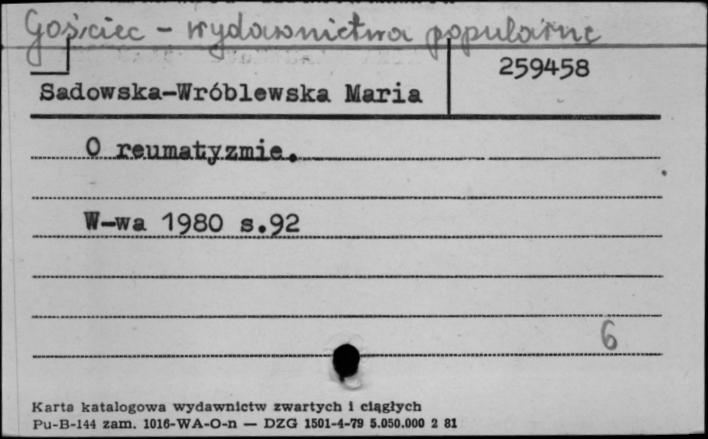 Gościec - wydawnictwa popularne
259458
Sadowska-Wróblewska Maria
O reumatyzmie.
W-wa 1980 s.92
6
Karta katalogowa wydawnictw zwartych i ciągłych
Pu-B-144 zam. 1016-WA-O-n — DZG 1501-4-79 5.050.000 2 81